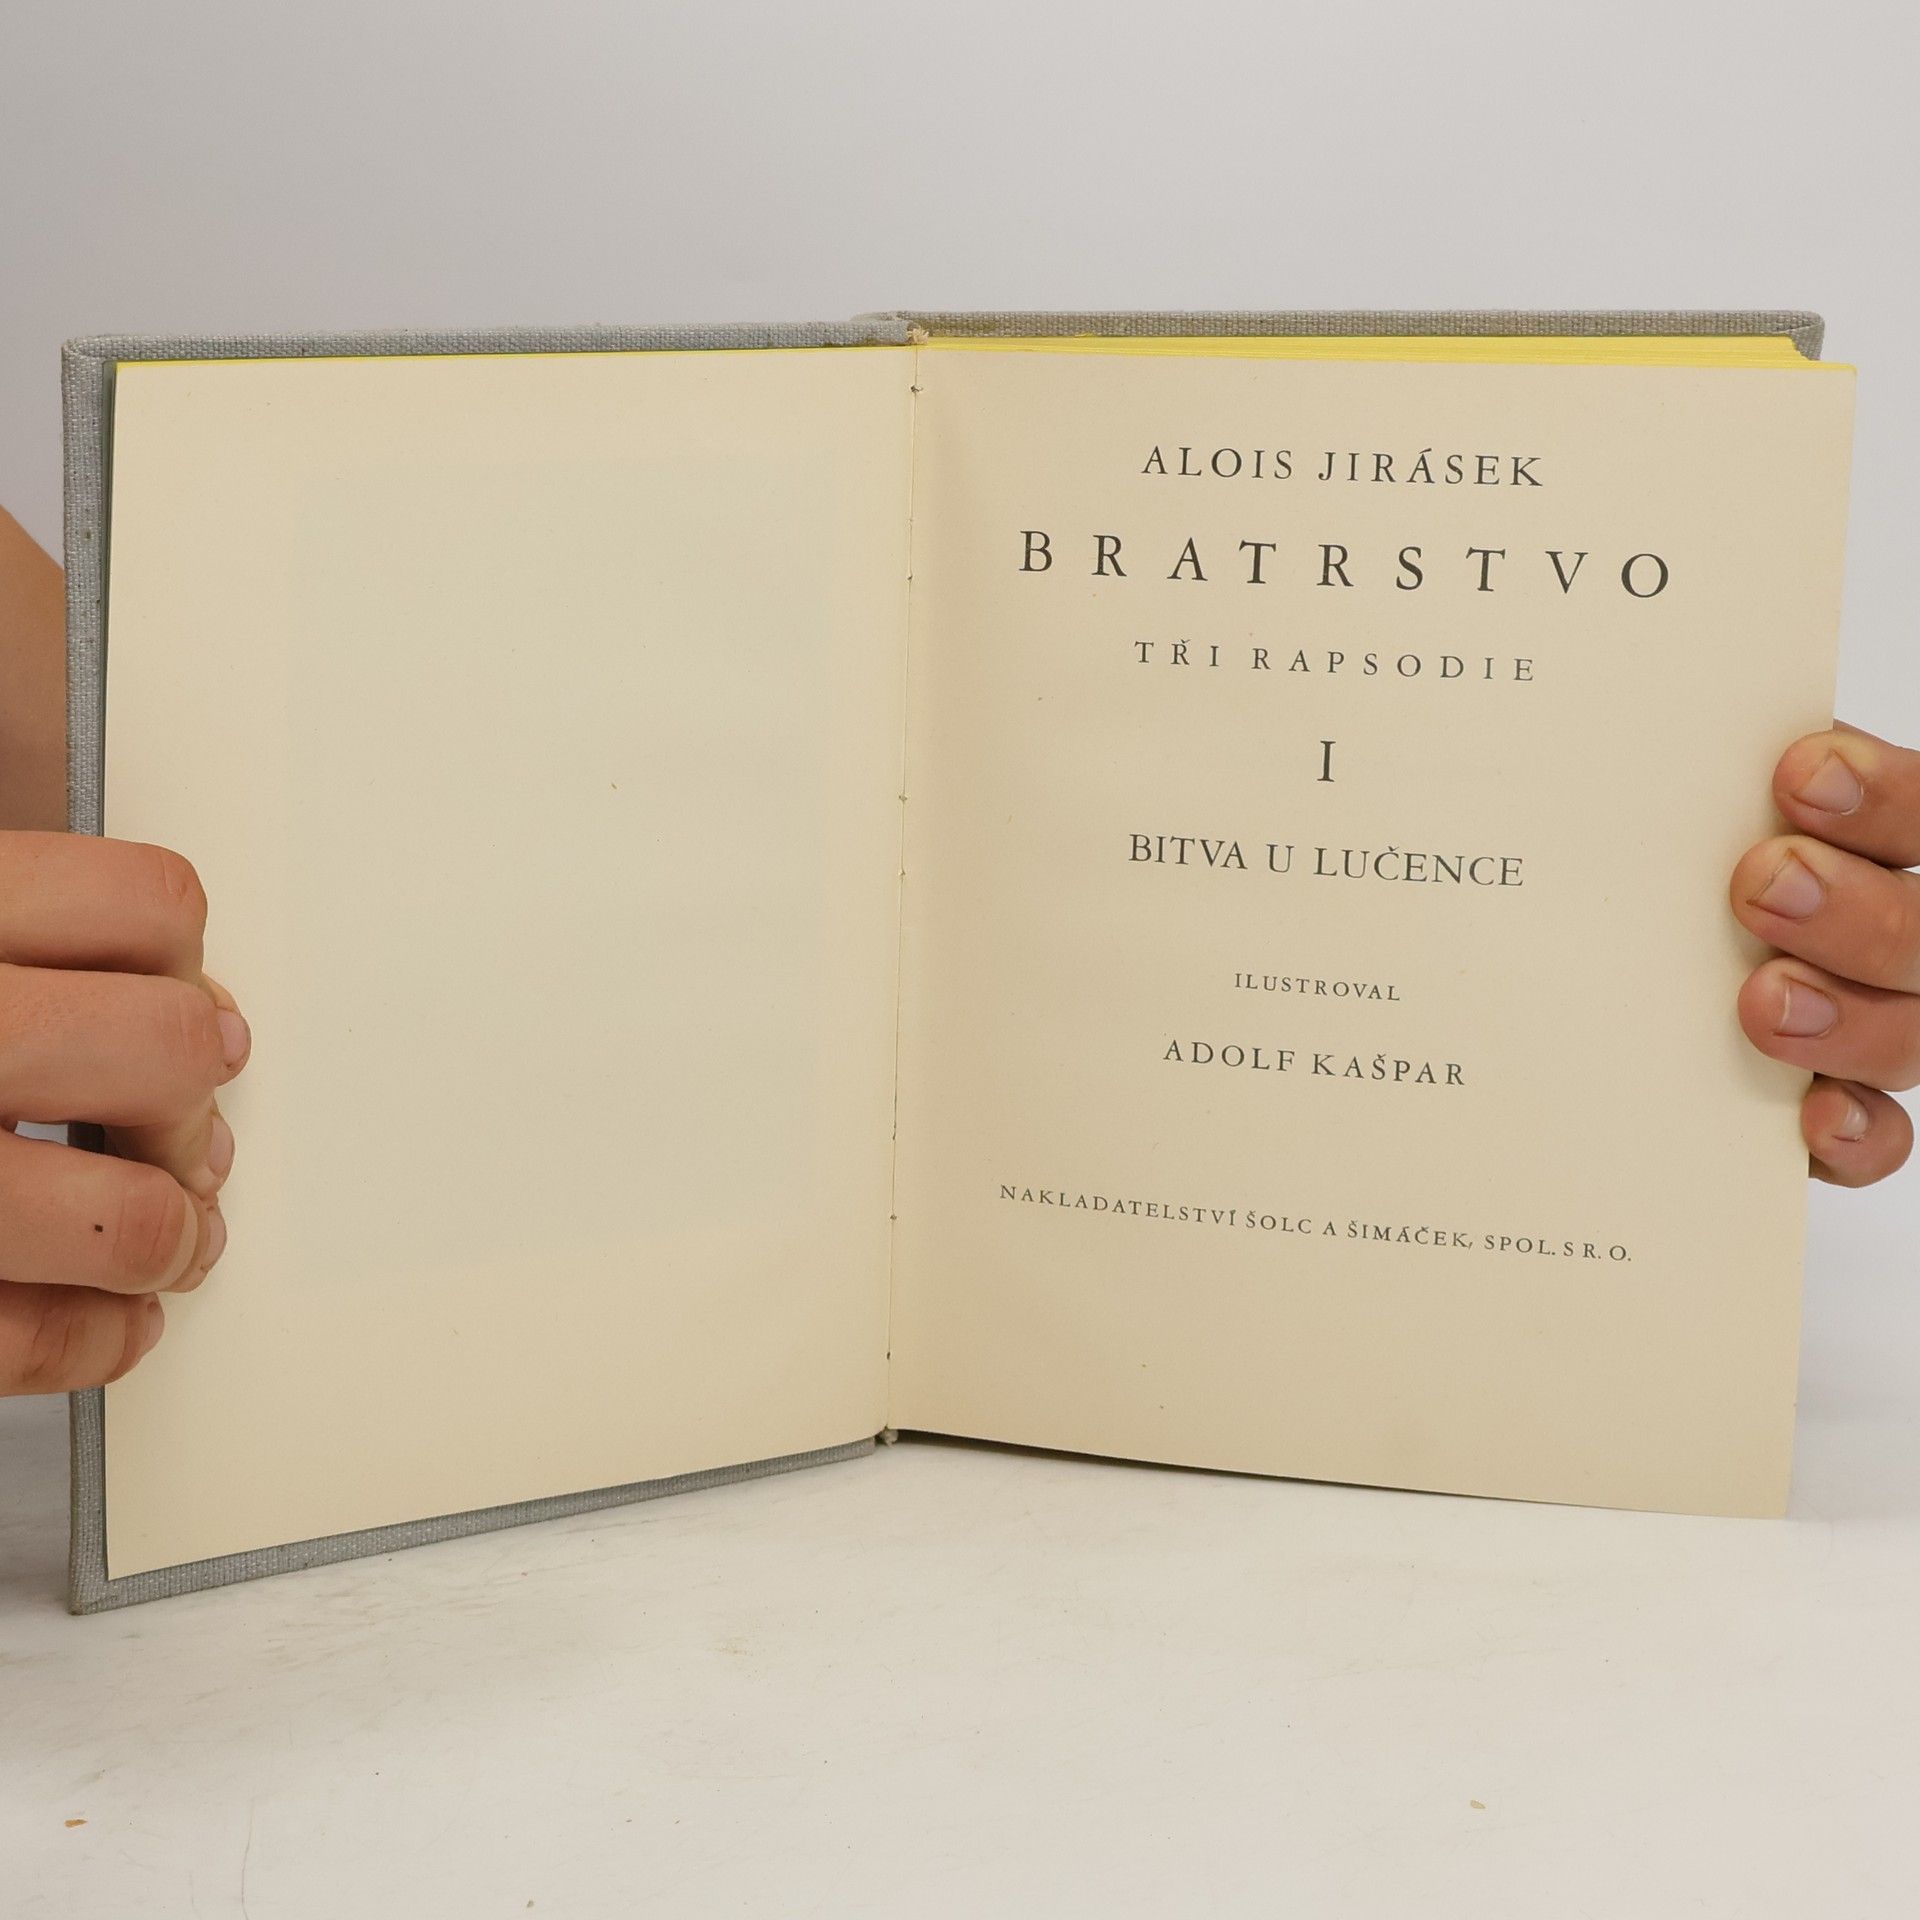 ALOIS JIRÁSEK
BRATRSTVO
TŘI RAPSODIE
I
BITVA U LUČENCE
ILUSTROVAL
ADOLF KAŠPAR
NAKLADATELSTVÍ ŠOLC A ŠIMÁČEK, SPOL. S R. O.